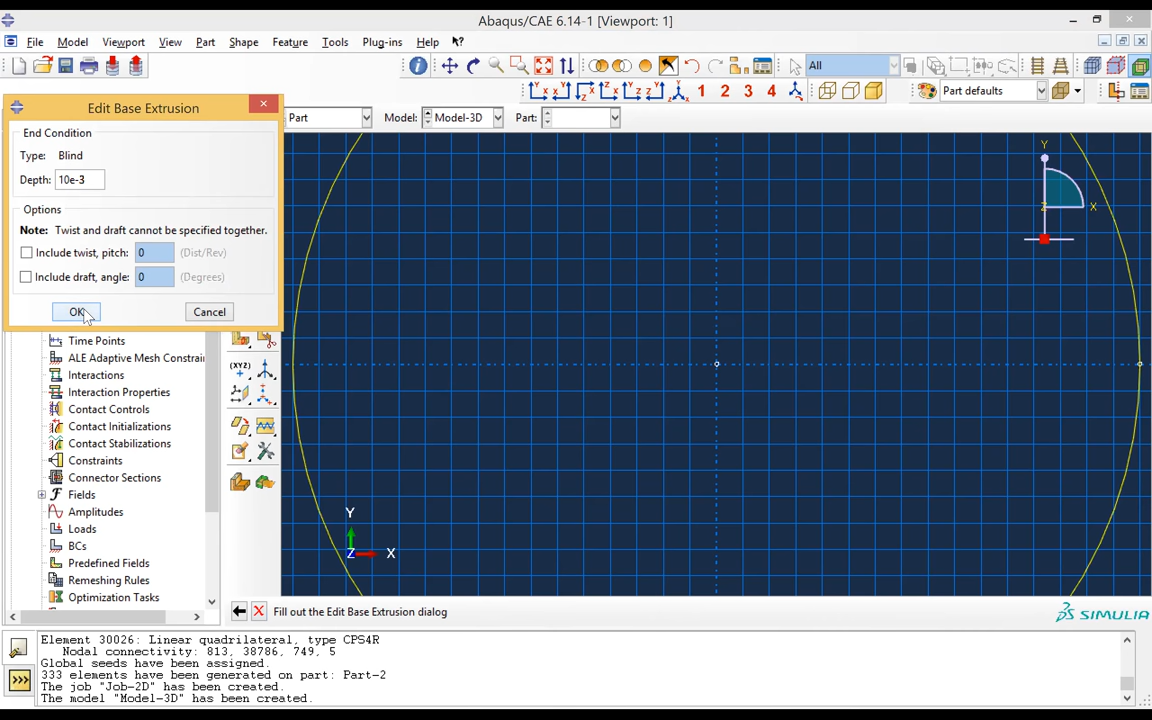 Abaqus/CAE 6.14-1 [Viewport: 1]
File Model Viewport View Part Shape Feature Tools Plug-ins Help
All
1 2 3 4 Part defaults
Edit Base Extrusion
Part Model: Model-3D Part:
End Condition
Type: Blind
Depth: 10e-3
Options
Note: Twist and draft cannot be specified together.
Include twist, pitch: 0 (Dist/Rev)
Include draft, angle: 0 (Degrees)
OK Cancel
Y
Z X
Time Points
ALE Adaptive Mesh Constrai
Interactions
(XYZ)
Interaction Properties
Contact Controls
Contact Initializations
Contact Stabilizations
Constraints
Connector Sections
Fields
Amplitudes
Loads
BCs
Predefined Fields
Remeshing Rules
Optimization Tasks
Y
Z X
Fill out the Edit Base Extrusion dialog
SIMULIA
Element 30026: Linear quadrilateral, type CPS4R
Nodal connectivity: 813, 38786, 749, 5
Global seeds have been assigned.
333 elements have been generated on part: Part-2
The job "Job-2D" has been created.
The model "Model-3D" has been created.
>>>